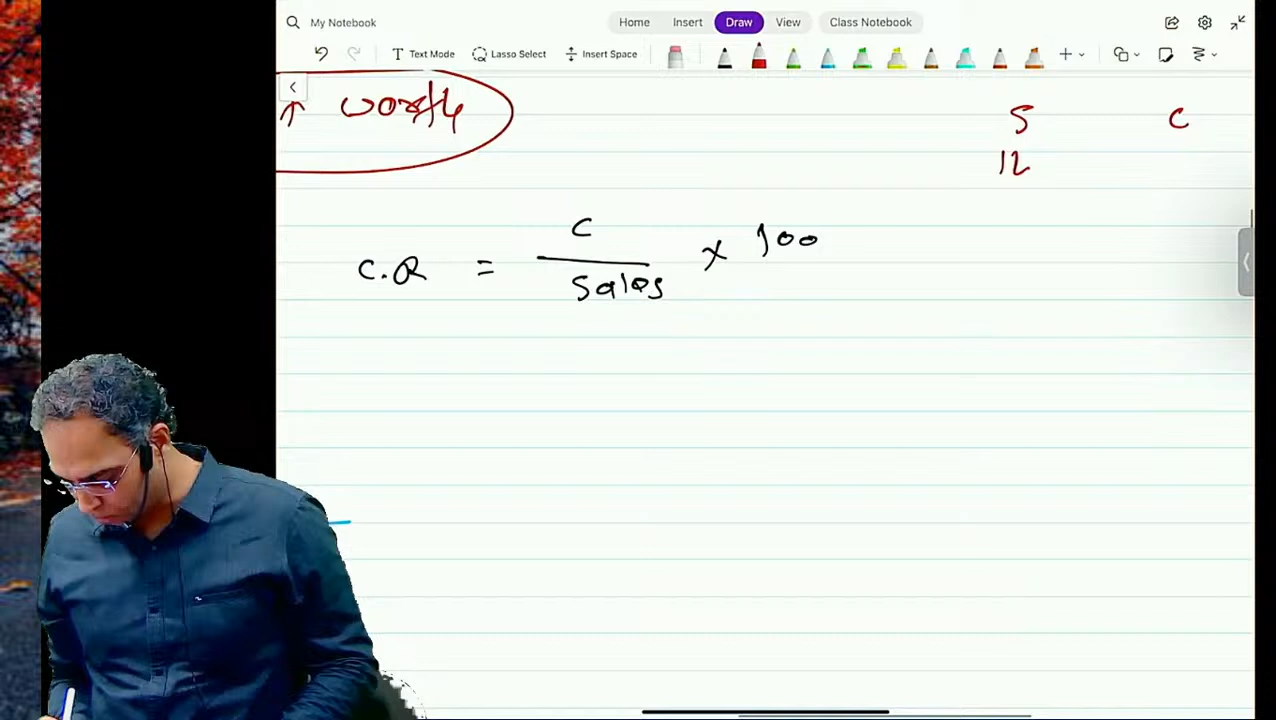 My Notebook
Home Insert Draw View Class Notebook
Text Mode Lasso Select Insert Space
↑ worth
S C
12
C.R = C / Sales × 100